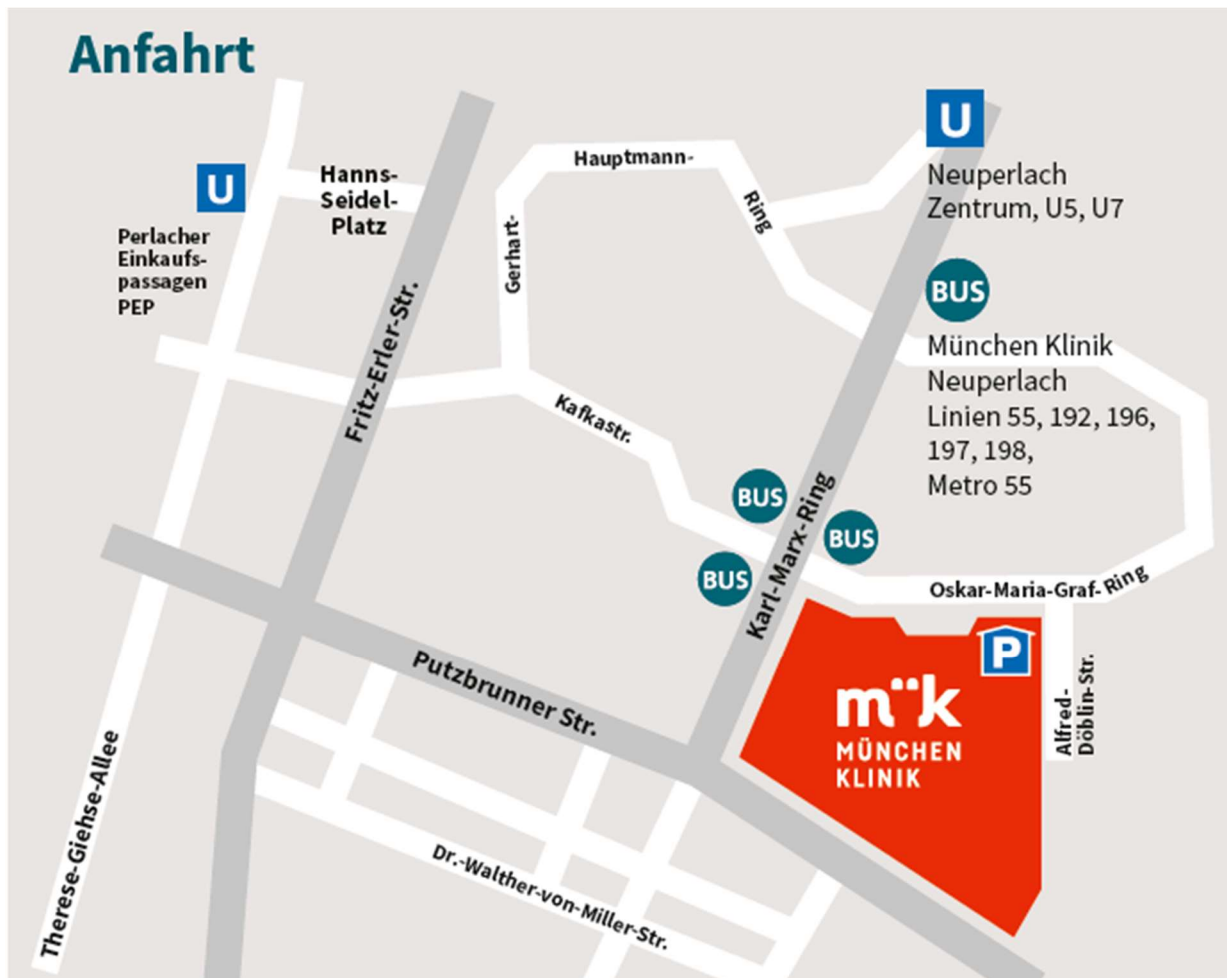 Anfahrt
U
Perlacher
Einkaufs-
passagen
PEP
Hanns-
Seidel-
Platz
Fritz-Erler-Str.
Gerhart-
Hauptmann-
Ring
U
Neuperlach
Zentrum, U5, U7
BUS
München Klinik
Neuperlach
Linien 55, 192, 196,
197, 198,
Metro 55
Kafkastr.
BUS
BUS
BUS
Karl-Marx-Ring
Oskar-Maria-Graf-Ring
Putzbrunner Str.
P
mk
MÜNCHEN
KLINIK
Alfred-
Döblin-Str.
Therese-Giehse-Allee
Dr.-Walther-von-Miller-Str.